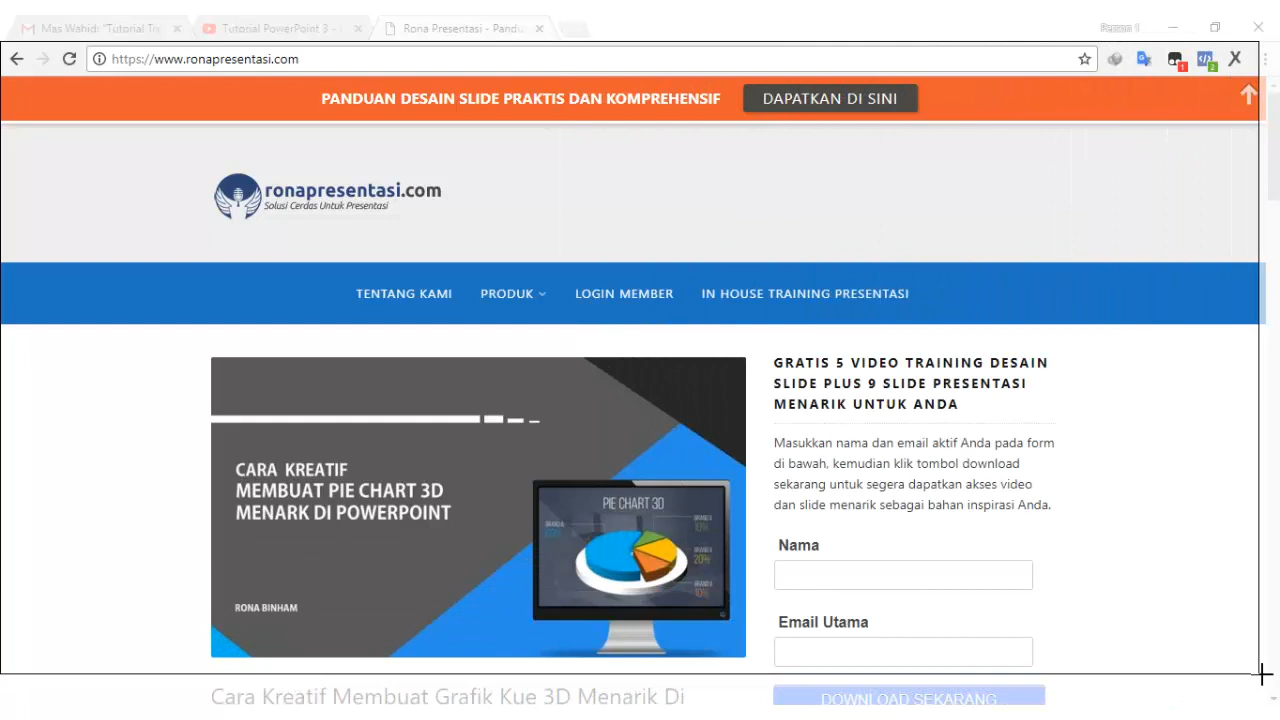 Mas Wahid: "Tutorial Tr
Tutorial PowerPoint 3 -
Rona Presentasi - Pandu
https://www.ronapresentasi.com
1
2
PANDUAN DESAIN SLIDE PRAKTIS DAN KOMPREHENSIF
DAPATKAN DI SINI
ronapresentasi.com
Solusi Cerdas Untuk Presentasi
TENTANG KAMI
PRODUK
LOGIN MEMBER
IN HOUSE TRAINING PRESENTASI
CARA KREATIF
MEMBUAT PIE CHART 3D
MENARK DI POWERPOINT
RONA BINHAM
PIE CHART 3D
20%
10%
GRATIS 5 VIDEO TRAINING DESAIN
SLIDE PLUS 9 SLIDE PRESENTASI
MENARIK UNTUK ANDA
Masukkan nama dan email aktif Anda pada form
di bawah, kemudian klik tombol download
sekarang untuk segera dapatkan akses video
dan slide menarik sebagai bahan inspirasi Anda.
Nama
Email Utama
DOWNLOAD SEKARANG
Cara Kreatif Membuat Grafik Kue 3D Menarik Di